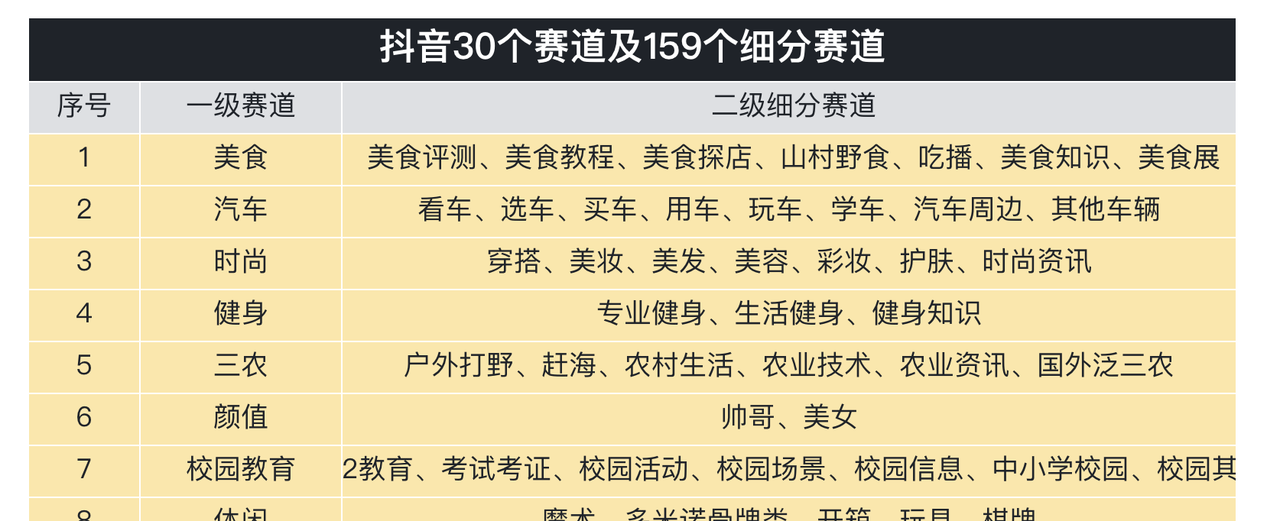 抖音30个赛道及159个细分赛道
序号 一级赛道 二级细分赛道
1 美食 美食评测、美食教程、美食探店、山村野食、吃播、美食知识、美食展
2 汽车 看车、选车、买车、用车、玩车、学车、汽车周边、其他车辆
3 时尚 穿搭、美妆、美发、美容、彩妆、护肤、时尚资讯
4 健身 专业健身、生活健身、健身知识
5 三农 户外打野、赶海、农村生活、农业技术、农业资讯、国外泛三农
6 颜值 帅哥、美女
7 校园教育 2教育、考试考证、校园活动、校园场景、校园信息、中小学校园、校园其
8 休闲 魔术、多米诺骨牌类、开箱、玩具、棋牌